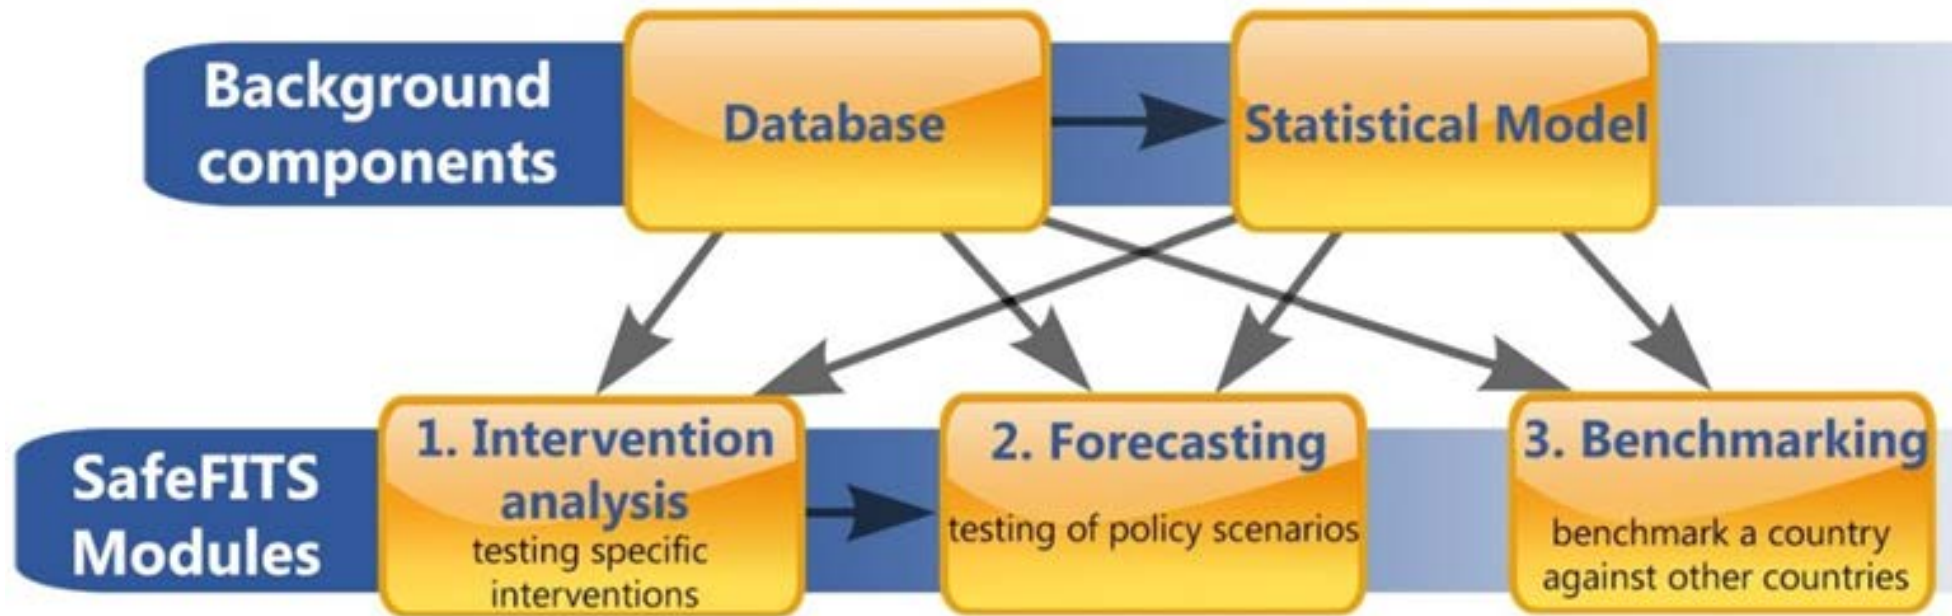 Background
components
Database
Statistical Model
SafeFITS
Modules
1. Intervention
analysis
testing specific
interventions
2. Forecasting
testing of policy scenarios
3. Benchmarking
benchmark a country
against other countries